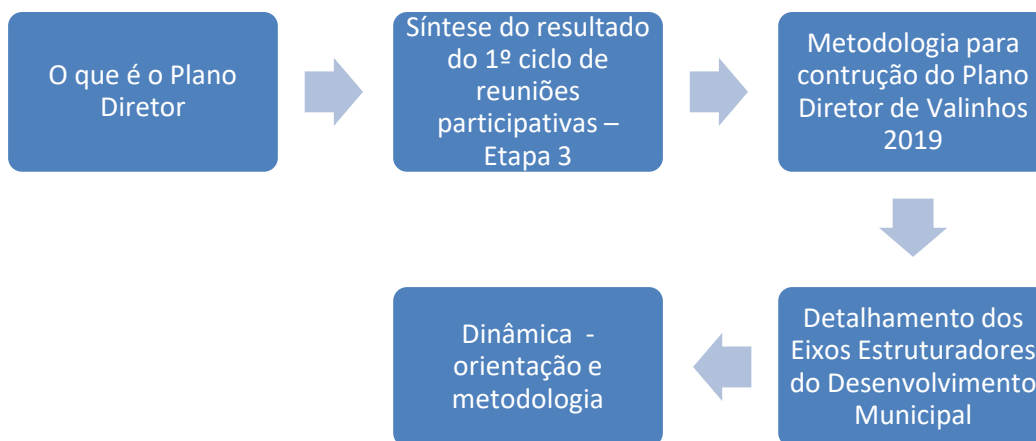 O que é o Plano
Diretor
Síntese do resultado
do 1º ciclo de
reuniões
participativas –
Etapa 3
Metodologia para
contrução do Plano
Diretor de Valinhos
2019
Detalhamento dos
Eixos Estruturadores
do Desenvolvimento
Municipal
Dinâmica -
orientação e
metodologia